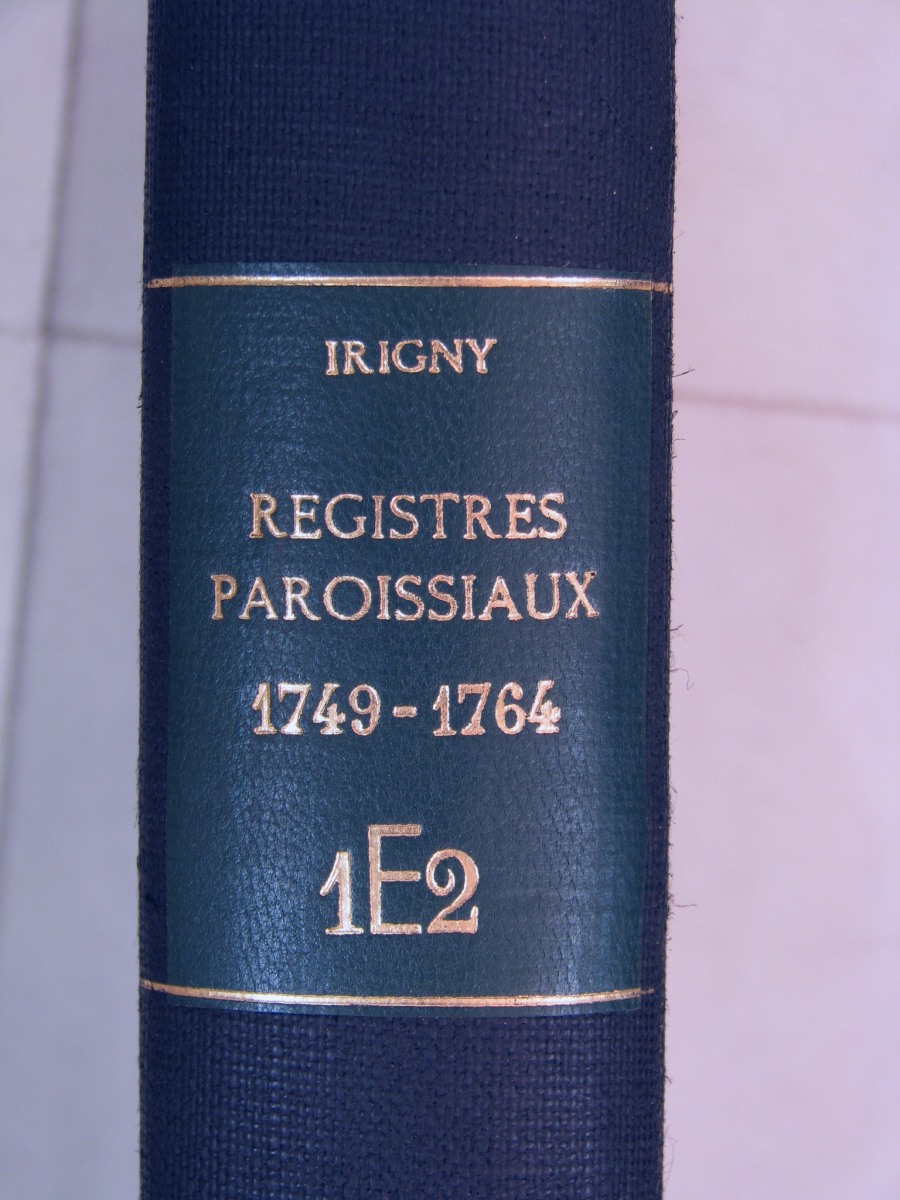 IRIGNY
REGISTRES
PAROISSIAUX
1749-1764
1E2